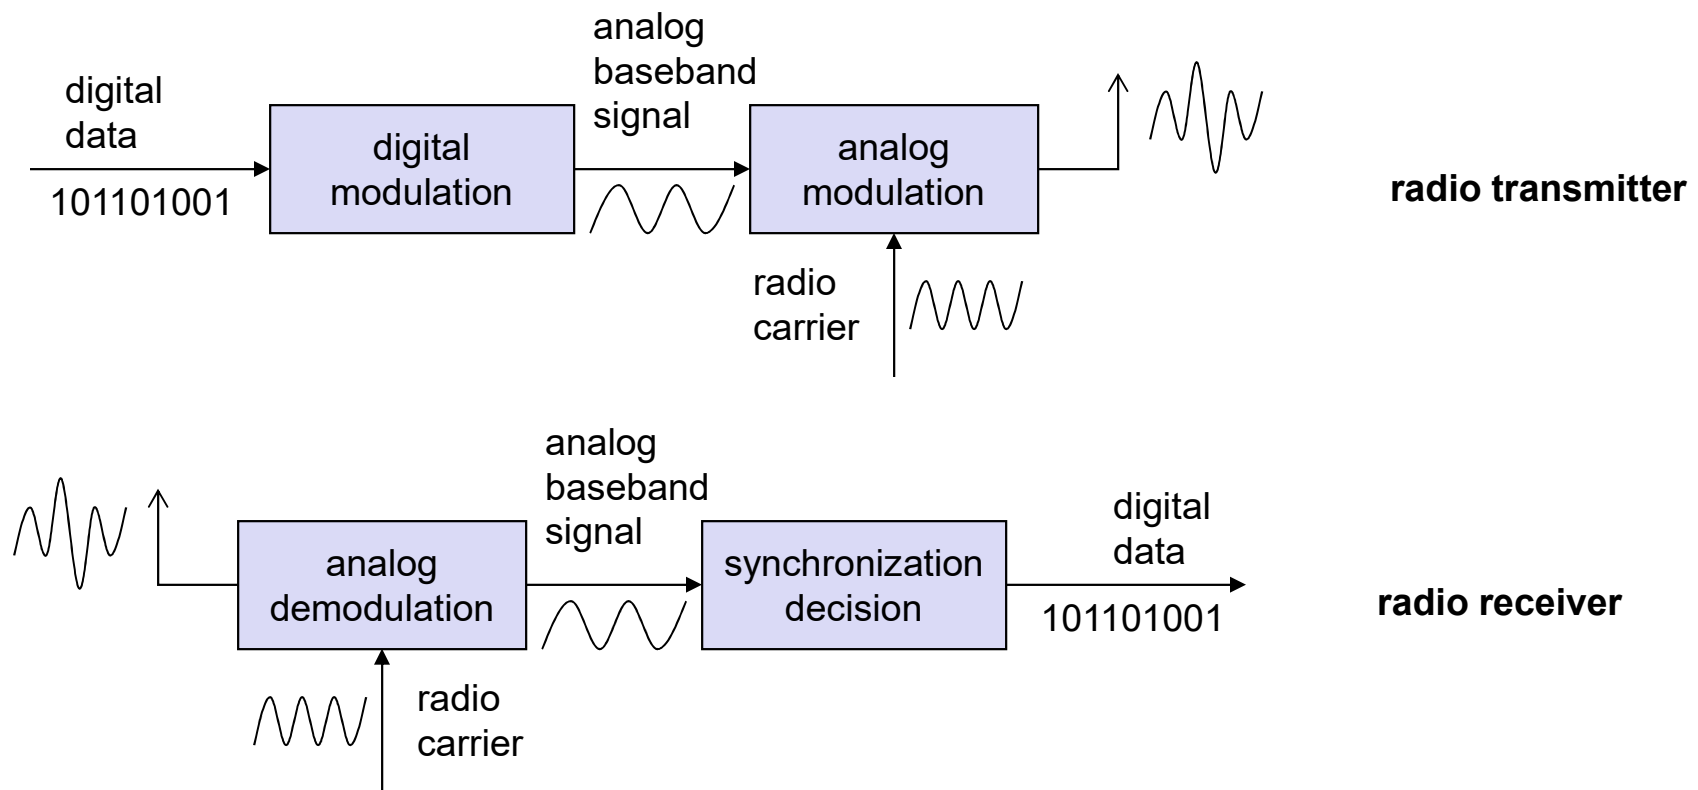 analog
baseband
signal
digital
data
101101001
digital
modulation
analog
modulation
radio transmitter
radio
carrier
analog
baseband
signal
digital
data
101101001
analog
demodulation
synchronization
decision
radio receiver
radio
carrier